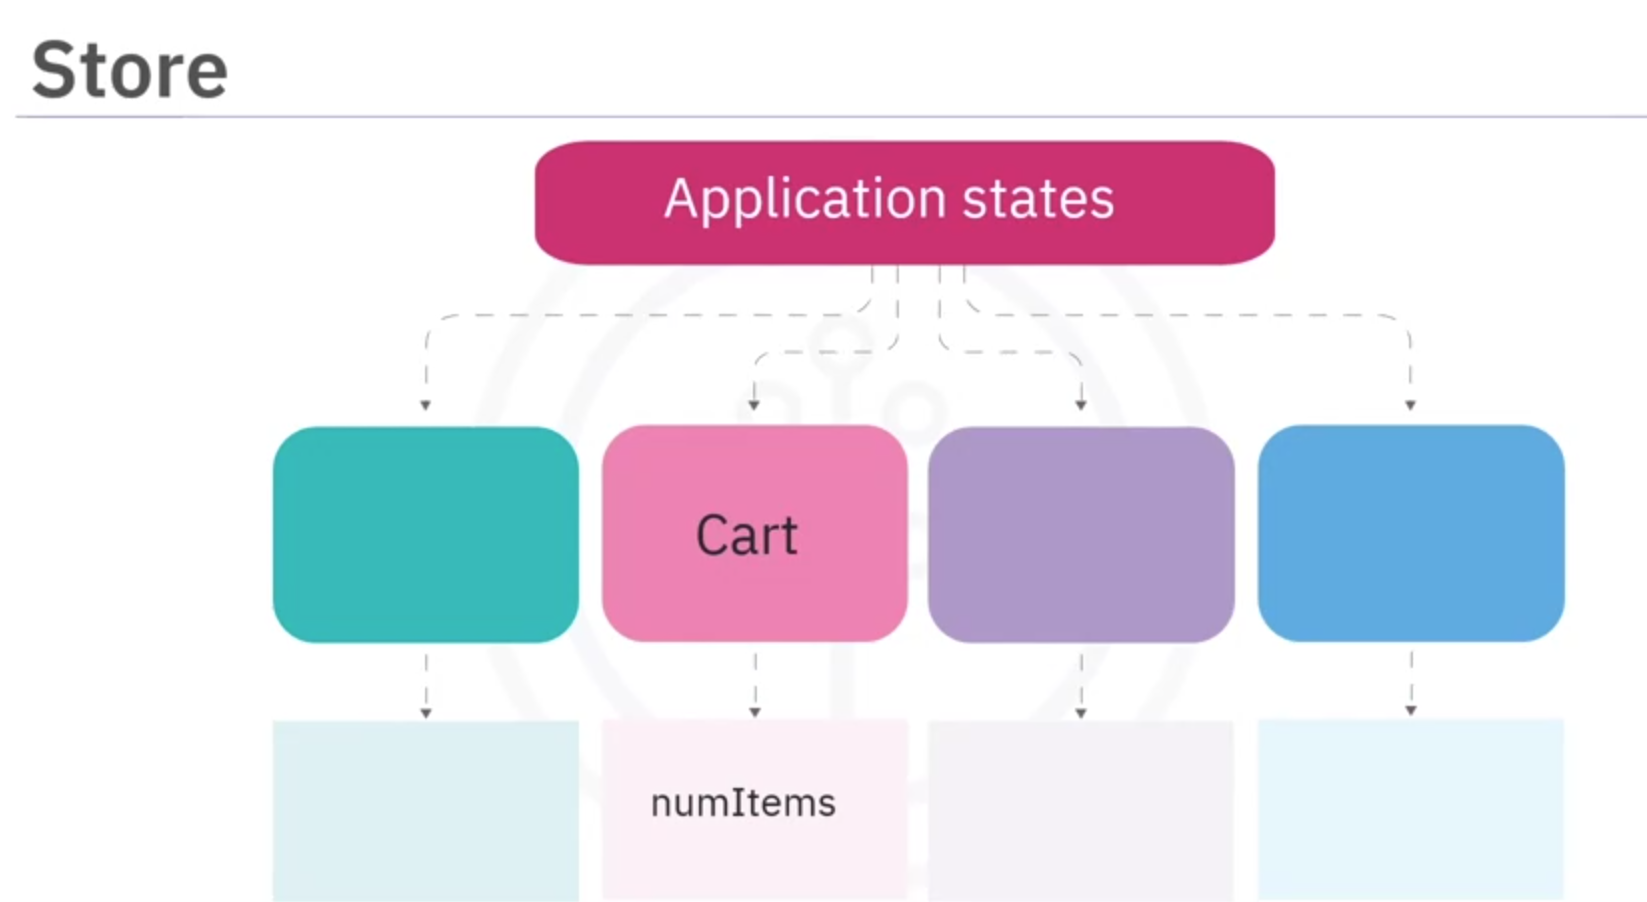 Store
Application states
Cart
numItems